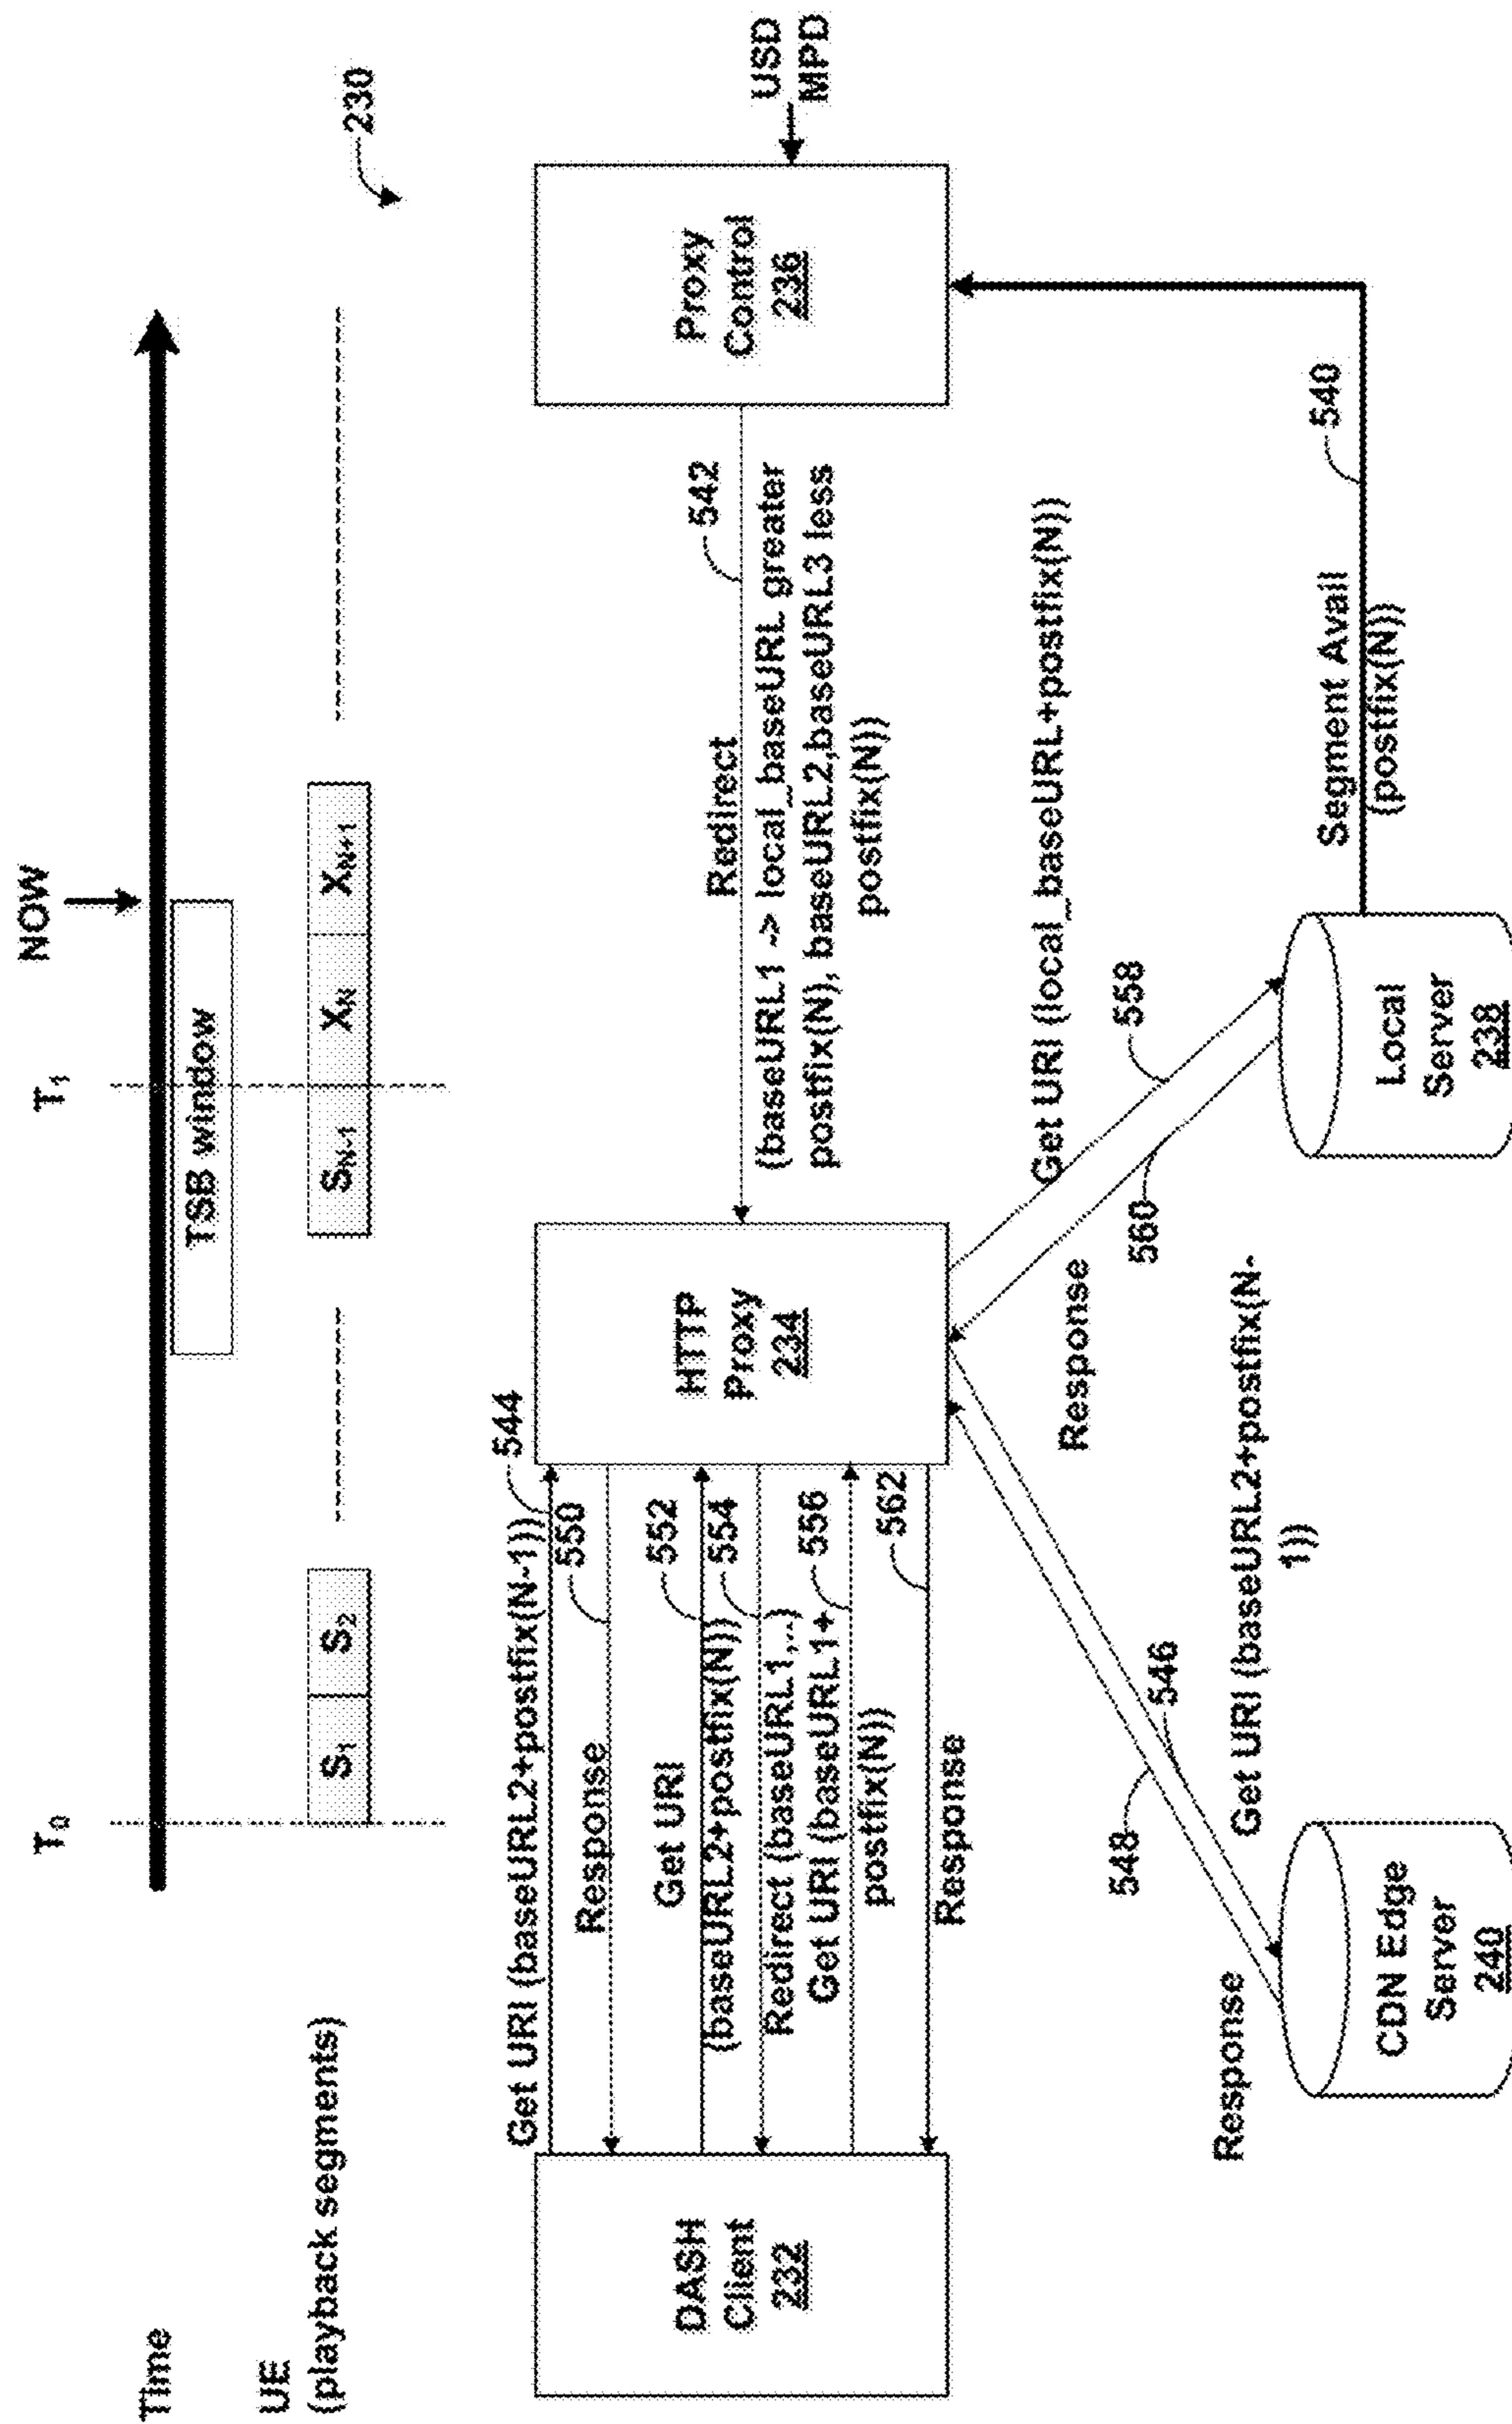 Time
T₀
T₁
NOW
TSB window
UE
(playback segments)
S₁
S₂
S_N-1
X_N
X_N+1
230
DASH
Client
232
Get URI (baseURL2+postfix(N-1))
544
Response
550
Get URI
(baseURL2+postfix(N))
552
Redirect (baseURL1,..)
554
Get URI (baseURL1+
postfix(N))
556
Response
562
HTTP
Proxy
234
Redirect
542
(baseURL1 -> local_baseURL greater
postfix(N), baseURL2,baseURL3 less
postfix(N))
Proxy
Control
236
USD
MPD
Response
548
546
Get URI (baseURL2+postfix(N-
1))
Response
560
558
Get URI (local_baseURL+postfix(N))
Segment Avail
(postfix(N))
540
CDN Edge
Server
240
Local
Server
238